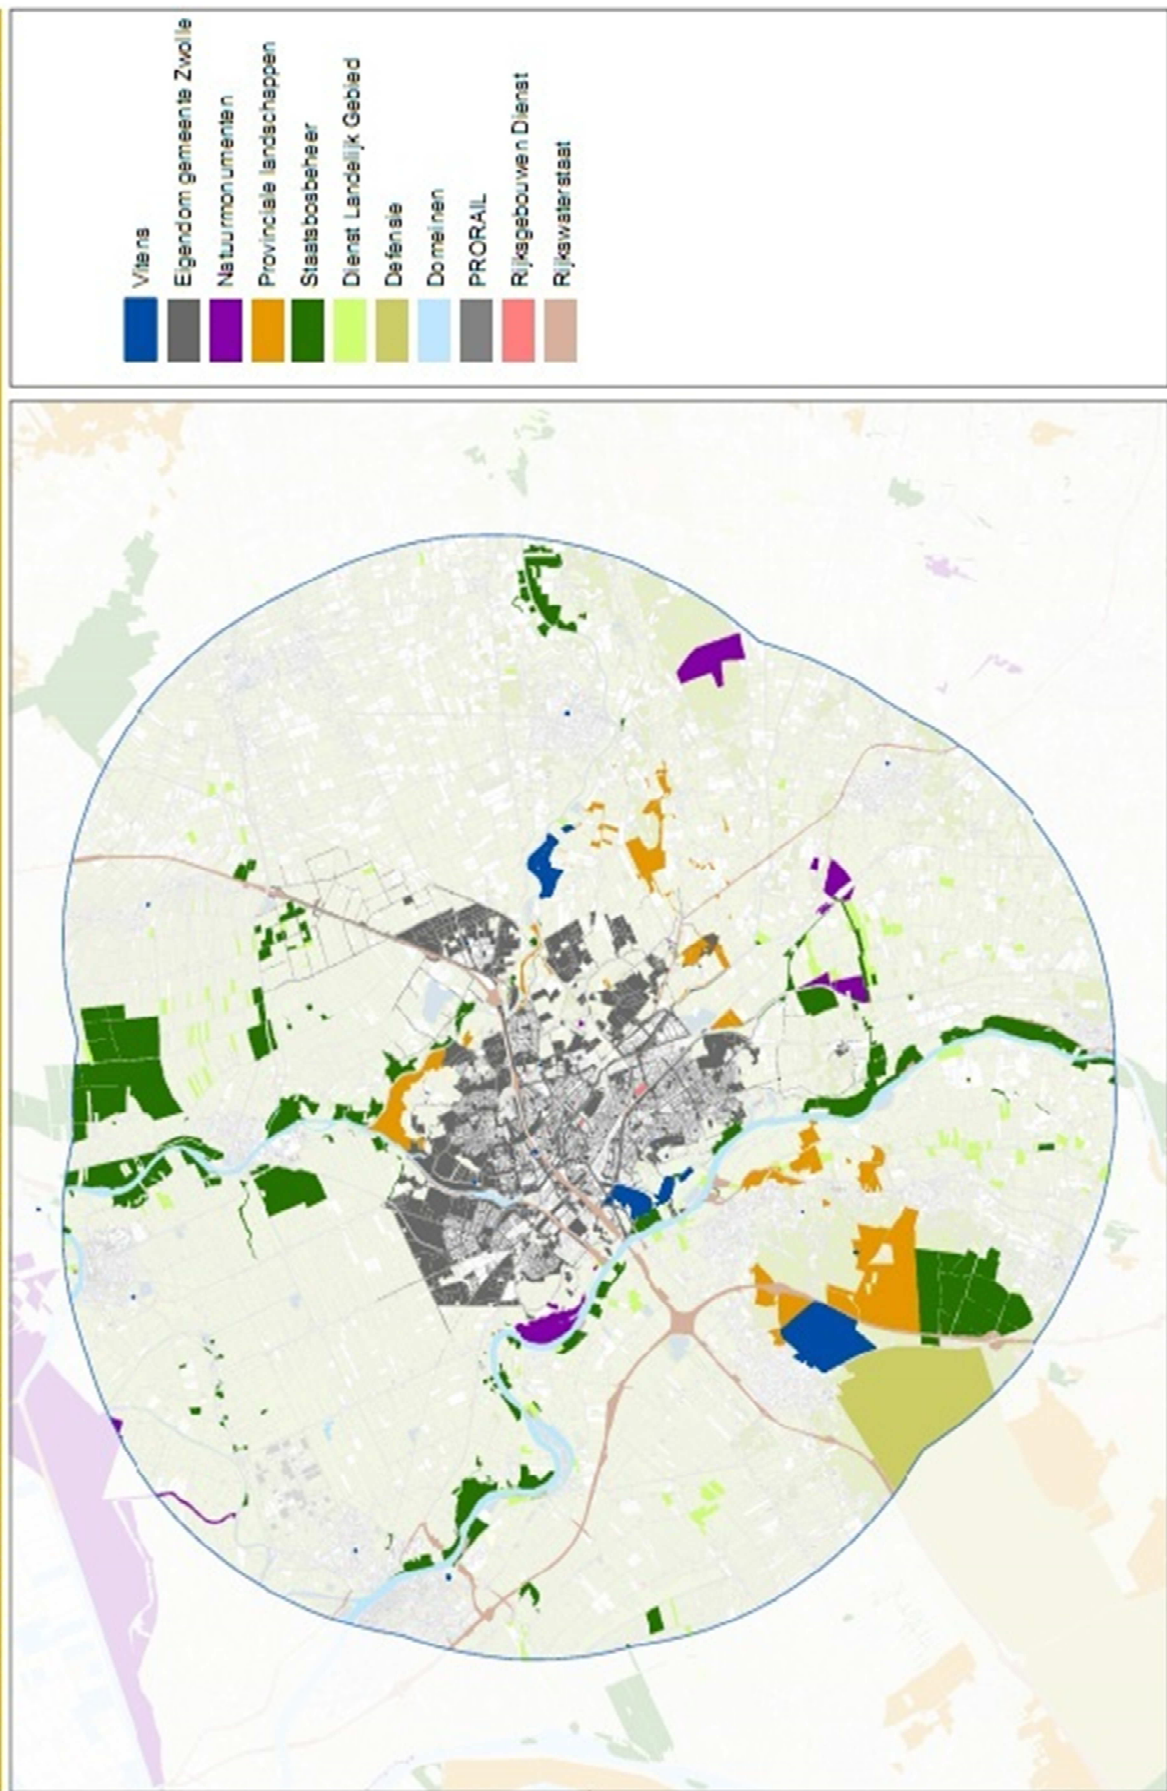 Vitens
Eigendom gemeente Zwolle
Natuurmonumenten
Provinciale landschappen
Staatsbosbeheer
Dienst Landelijk Gebied
Defensie
Domeinen
PRORAIL
Rijksgebouwen Dienst
Rijkswaterstaat